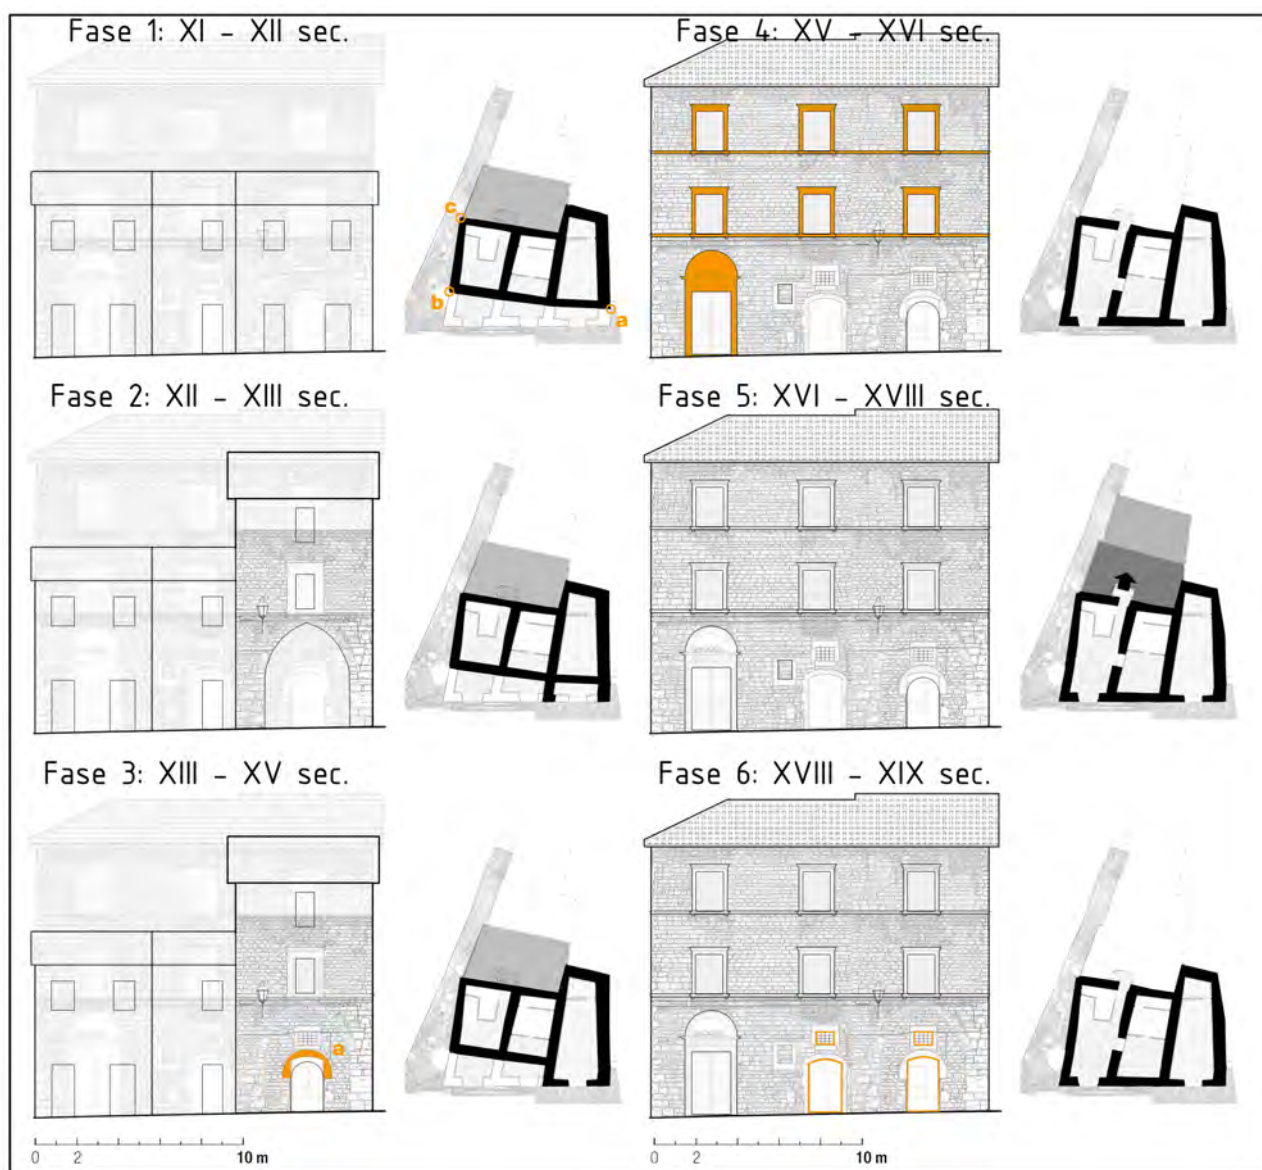 Fase 1: XI - XII sec.
c
b
a
Fase 4: XV - XVI sec.
Fase 2: XII - XIII sec.
Fase 5: XVI - XVIII sec.
Fase 3: XIII - XV sec.
a
Fase 6: XVIII - XIX sec.
0 2 10 m
0 2 10 m